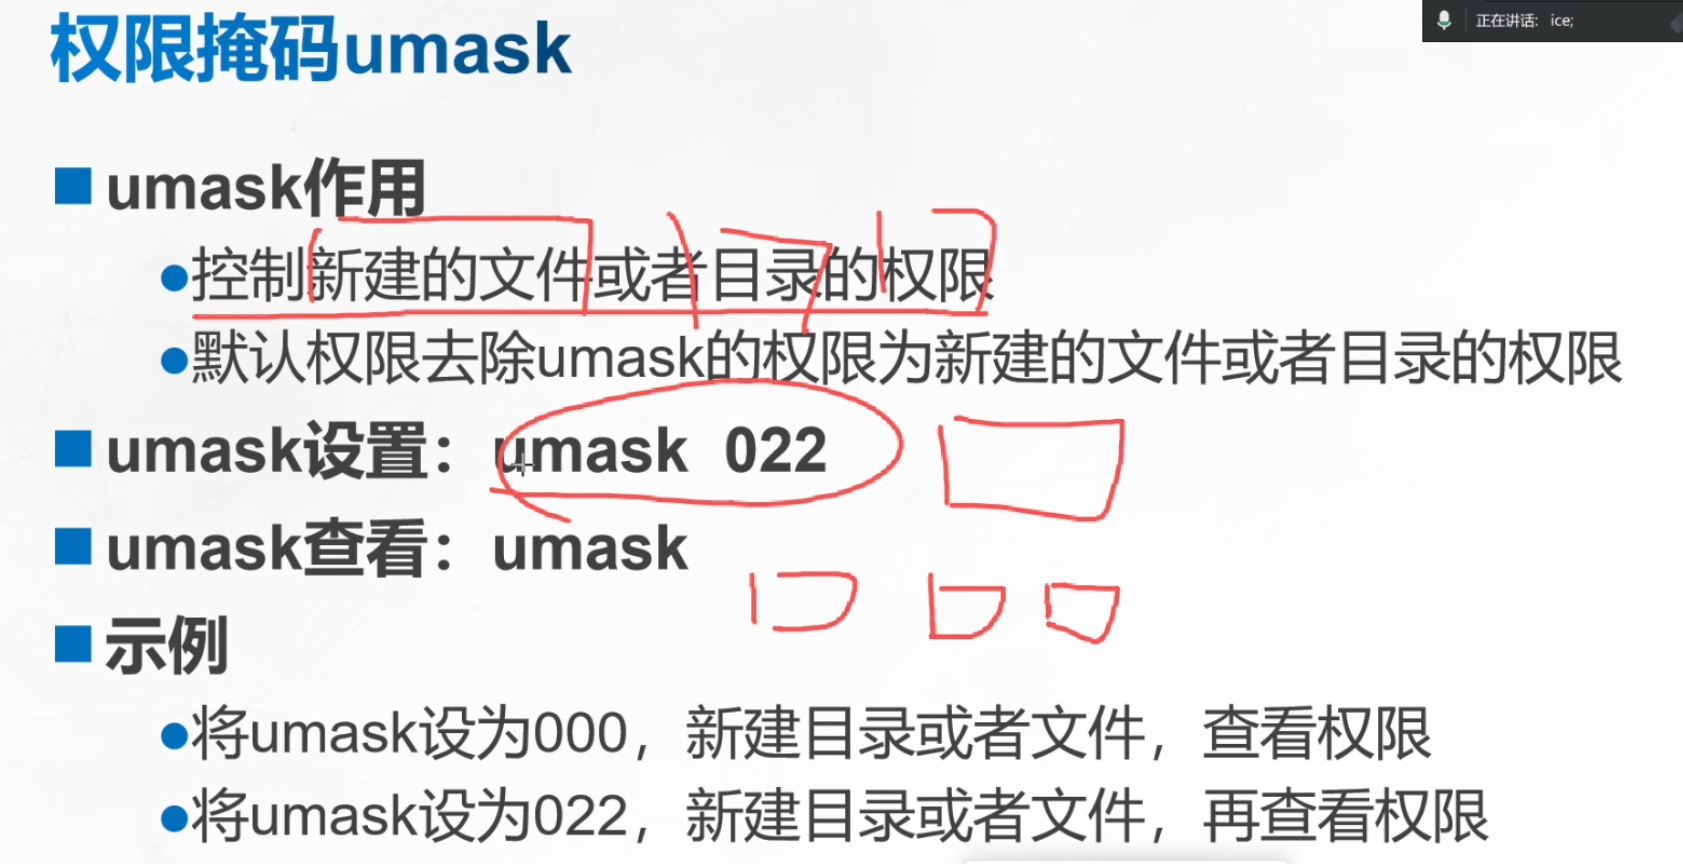 权限掩码umask
正在讲话: ice;
umask作用
控制新建的文件或者目录的权限
默认权限去除umask的权限为新建的文件或者目录的权限
umask设置：umask 022
umask查看：umask
示例
将umask设为000，新建目录或者文件，查看权限
将umask设为022，新建目录或者文件，再查看权限